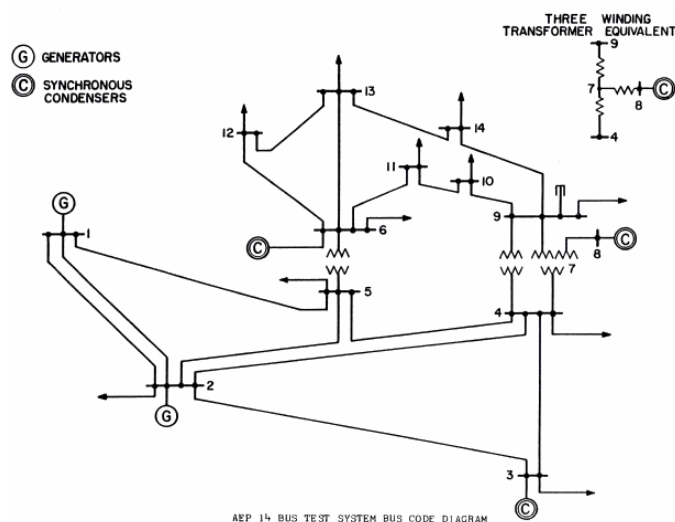 THREE WINDING
TRANSFORMER EQUIVALENT
9
7
C
8
4
G GENERATORS
C SYNCHRONOUS
CONDENSERS
13
12
14
11
10
G
1
C
6
9
8
C
7
5
4
2
G
3
C
AEP 14 BUS TEST SYSTEM BUS CODE DIAGRAM